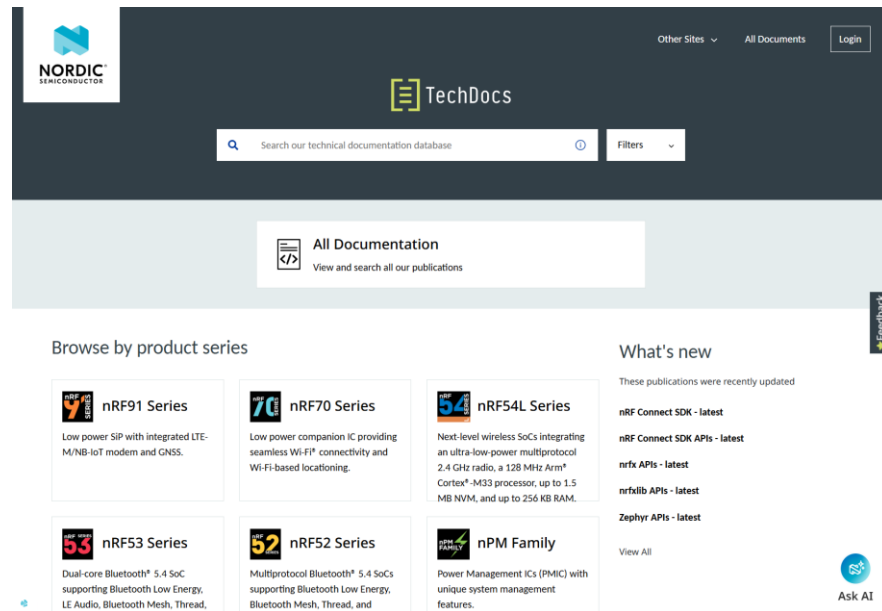 NORDIC®
SEMICONDUCTOR
Other Sites
All Documents
Login
TechDocs
Search our technical documentation database
Filters
All Documentation
View and search all our publications
Feedback
Browse by product series
nRF91 Series
Low power SiP with integrated LTE-
M/NB-IoT modem and GNSS.
nRF70 Series
Low power companion IC providing
seamless Wi-Fi® connectivity and
Wi-Fi-based locationing.
nRF54L Series
Next-level wireless SoCs integrating
an ultra-low-power multiprotocol
2.4 GHz radio, a 128 MHz Arm®
Cortex®-M33 processor, up to 1.5
MB NVM, and up to 256 KB RAM.
nRF53 Series
Dual-core Bluetooth® 5.4 SoC
supporting Bluetooth Low Energy,
LE Audio, Bluetooth Mesh, Thread,
nRF52 Series
Multiprotocol Bluetooth® 5.4 SoCs
supporting Bluetooth Low Energy,
Bluetooth Mesh, Thread, and
nPM Family
Power Management ICs (PMIC) with
unique system management
features.
What's new
These publications were recently updated
nRF Connect SDK - latest
nRF Connect SDK APIs - latest
nrfx APIs - latest
nrfxlib APIs - latest
Zephyr APIs - latest
View All
Ask AI